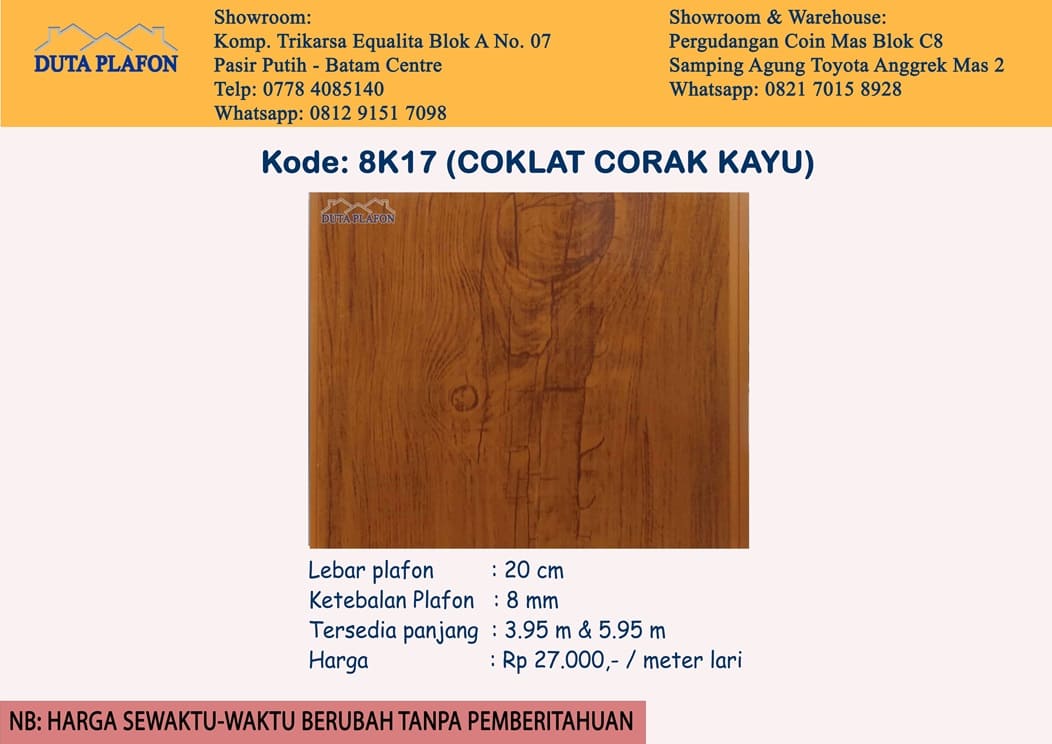 DUTA PLAFON
Showroom:
Komp. Trikarsa Equalita Blok A No. 07
Pasir Putih - Batam Centre
Telp: 0778 4085140
Whatsapp: 0812 9151 7098
Showroom & Warehouse:
Pergudangan Coin Mas Blok C8
Samping Agung Toyota Anggrek Mas 2
Whatsapp: 0821 7015 8928
Kode: 8K17 (COKLAT CORAK KAYU)
DUTA PLAFON
Lebar plafon : 20 cm
Ketebalan Plafon : 8 mm
Tersedia panjang : 3.95 m & 5.95 m
Harga : Rp 27.000,- / meter lari
NB: HARGA SEWAKTU-WAKTU BERUBAH TANPA PEMBERITAHUAN